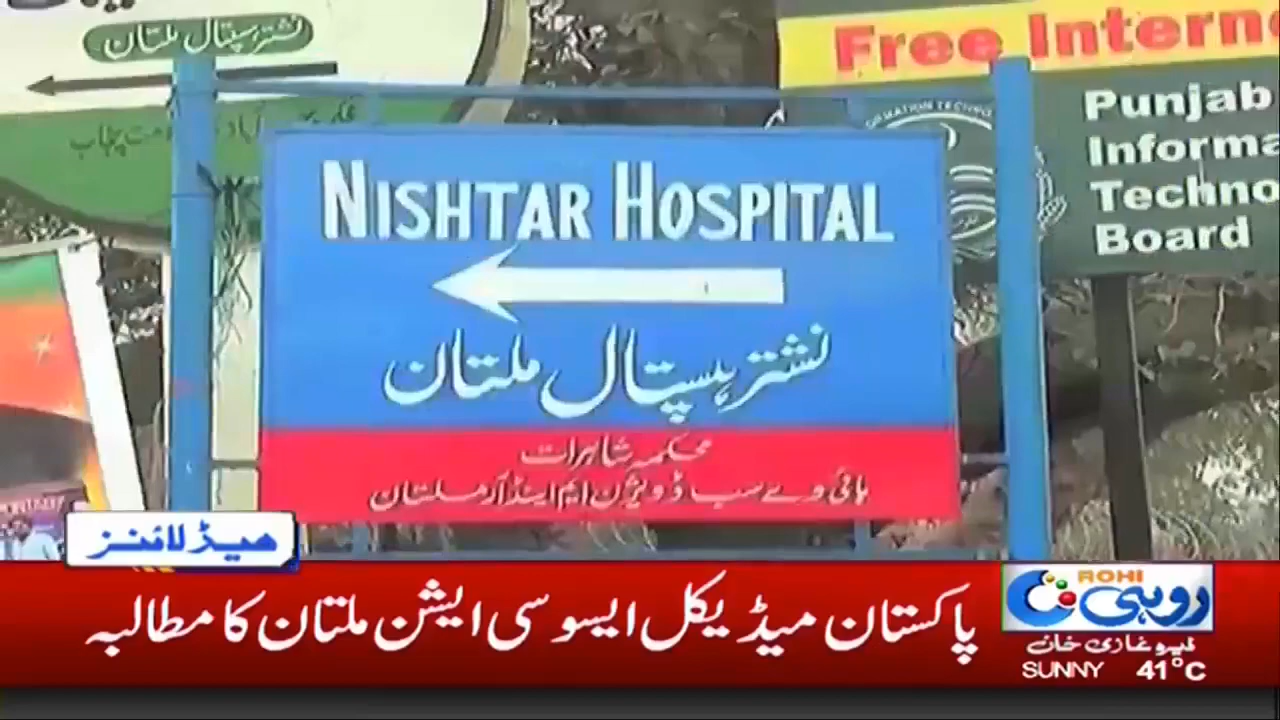 نشتر ہسپتال ملتان
Free Intern
Punjab
Informa
Techno
Board
NISHTAR HOSPITAL
نشتر ہسپتال ملتان
محکمہ شاہرات
ہائی وے سب ڈویژن ایم اینڈ آر ملتان
ہیڈلائنز
پاکستان میڈیکل ایسوسی ایشن ملتان کا مطالبہ
ROHI
روہی
ڈیرہ غازی خان
SUNNY 41°C